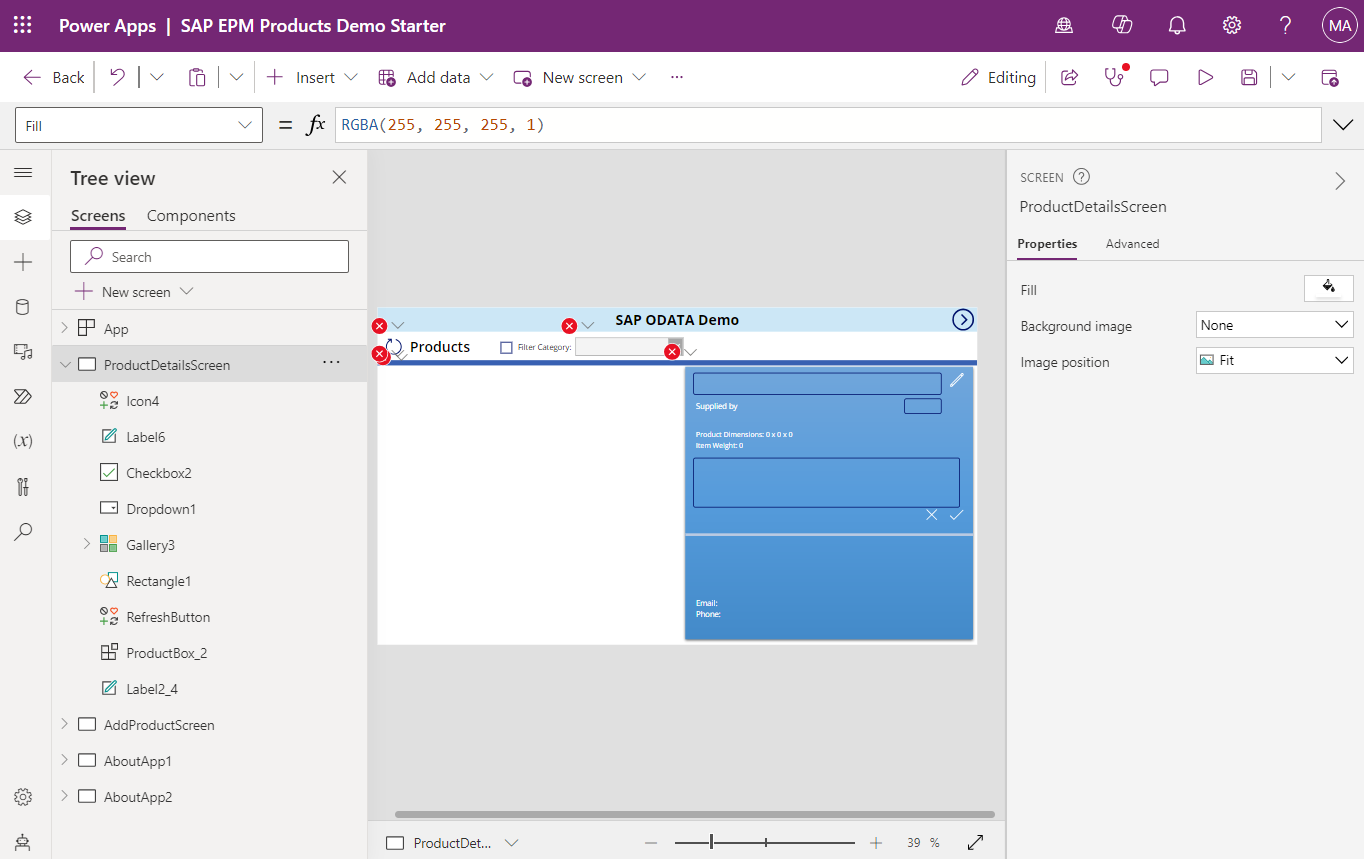 Power Apps | SAP EPM Products Demo Starter
MA
Back
Insert
Add data
New screen
Editing
Fill
= fx
RGBA(255, 255, 255, 1)
Tree view
Screens
Components
Search
New screen
App
ProductDetailsScreen
Icon4
Label6
Checkbox2
Dropdown1
Gallery3
Rectangle1
RefreshButton
ProductBox_2
Label2_4
AddProductScreen
AboutApp1
AboutApp2
(x)
SAP ODATA Demo
Products
Filter Category:
Supplied by
Product Dimensions: 0 x 0 x 0
Item Weight: 0
Email:
Phone:
ProductDet...
39 %
SCREEN
ProductDetailsScreen
Properties
Advanced
Fill
Background image
None
Image position
Fit